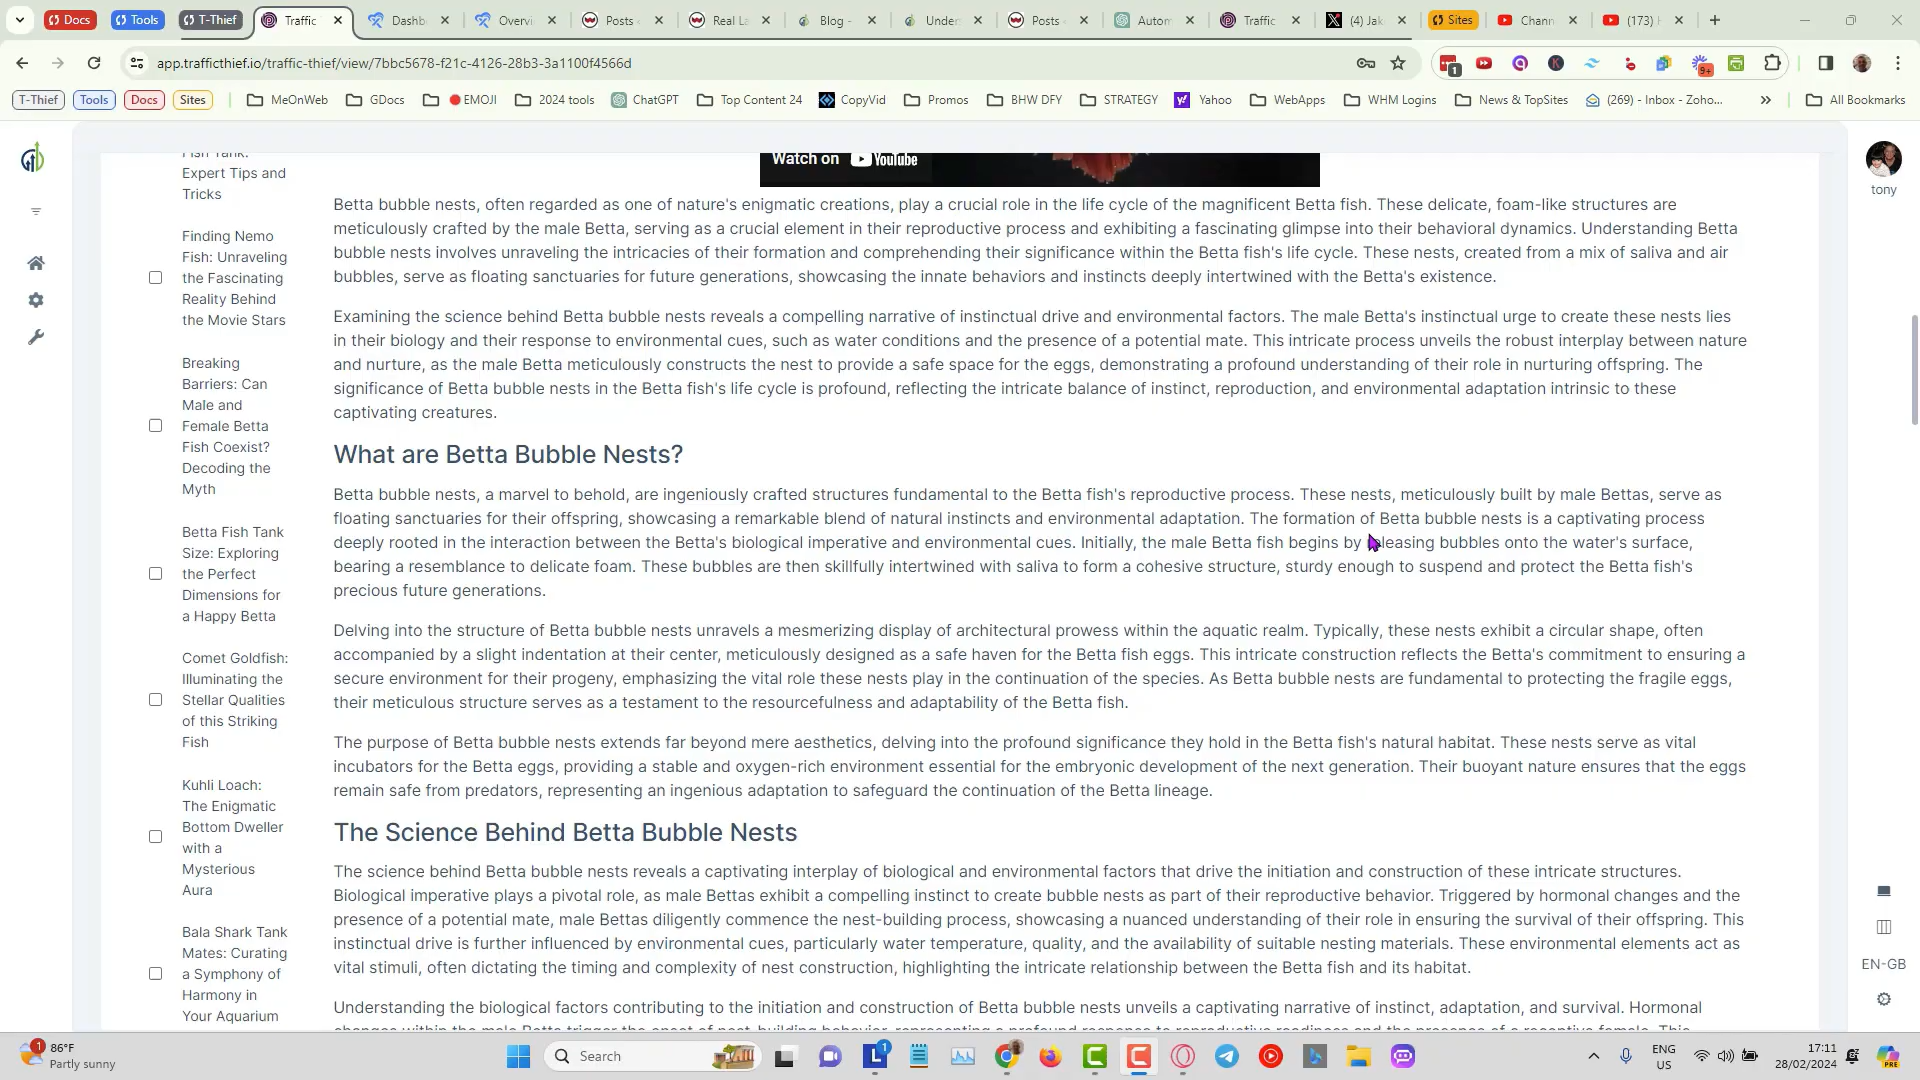 Docs
Tools
T-Thief
Traffic
Dashb
Overvi
Posts
Real La
Blog -
Under
Posts
Autom
Traffic
(4) Jak
Sites
Chann
(173)
app.trafficthief.io/traffic-thief/view/7bbc5678-f21c-4126-28b3-3a1100f4566d
1
9+
T-Thief
Tools
Docs
Sites
MeOnWeb
GDocs
EMOJI
2024 tools
ChatGPT
Top Content 24
CopyVid
Promos
BHW DFY
STRATEGY
Yahoo
WebApps
WHM Logins
News & TopSites
(269) - Inbox - Zoho...
All Bookmarks
Fish Tank:
Expert Tips and
Tricks
Finding Nemo
Fish: Unraveling
the Fascinating
Reality Behind
the Movie Stars
Breaking
Barriers: Can
Male and
Female Betta
Fish Coexist?
Decoding the
Myth
Betta Fish Tank
Size: Exploring
the Perfect
Dimensions for
a Happy Betta
Comet Goldfish:
Illuminating the
Stellar Qualities
of this Striking
Fish
Kuhli Loach:
The Enigmatic
Bottom Dweller
with a
Mysterious
Aura
Bala Shark Tank
Mates: Curating
a Symphony of
Harmony in
Your Aquarium
Watch on YouTube
Betta bubble nests, often regarded as one of nature's enigmatic creations, play a crucial role in the life cycle of the magnificent Betta fish. These delicate, foam-like structures are
meticulously crafted by the male Betta, serving as a crucial element in their reproductive process and exhibiting a fascinating glimpse into their behavioral dynamics. Understanding Betta
bubble nests involves unraveling the intricacies of their formation and comprehending their significance within the Betta fish's life cycle. These nests, created from a mix of saliva and air
bubbles, serve as floating sanctuaries for future generations, showcasing the innate behaviors and instincts deeply intertwined with the Betta's existence.
Examining the science behind Betta bubble nests reveals a compelling narrative of instinctual drive and environmental factors. The male Betta's instinctual urge to create these nests lies
in their biology and their response to environmental cues, such as water conditions and the presence of a potential mate. This intricate process unveils the robust interplay between nature
and nurture, as the male Betta meticulously constructs the nest to provide a safe space for the eggs, demonstrating a profound understanding of their role in nurturing offspring. The
significance of Betta bubble nests in the Betta fish's life cycle is profound, reflecting the intricate balance of instinct, reproduction, and environmental adaptation intrinsic to these
captivating creatures.
What are Betta Bubble Nests?
Betta bubble nests, a marvel to behold, are ingeniously crafted structures fundamental to the Betta fish's reproductive process. These nests, meticulously built by male Bettas, serve as
floating sanctuaries for their offspring, showcasing a remarkable blend of natural instincts and environmental adaptation. The formation of Betta bubble nests is a captivating process
deeply rooted in the interaction between the Betta's biological imperative and environmental cues. Initially, the male Betta fish begins by releasing bubbles onto the water's surface,
bearing a resemblance to delicate foam. These bubbles are then skillfully intertwined with saliva to form a cohesive structure, sturdy enough to suspend and protect the Betta fish's
precious future generations.
Delving into the structure of Betta bubble nests unravels a mesmerizing display of architectural prowess within the aquatic realm. Typically, these nests exhibit a circular shape, often
accompanied by a slight indentation at their center, meticulously designed as a safe haven for the Betta fish eggs. This intricate construction reflects the Betta's commitment to ensuring a
secure environment for their progeny, emphasizing the vital role these nests play in the continuation of the species. As Betta bubble nests are fundamental to protecting the fragile eggs,
their meticulous structure serves as a testament to the resourcefulness and adaptability of the Betta fish.
The purpose of Betta bubble nests extends far beyond mere aesthetics, delving into the profound significance they hold in the Betta fish's natural habitat. These nests serve as vital
incubators for the Betta eggs, providing a stable and oxygen-rich environment essential for the embryonic development of the next generation. Their buoyant nature ensures that the eggs
remain safe from predators, representing an ingenious adaptation to safeguard the continuation of the Betta lineage.
The Science Behind Betta Bubble Nests
The science behind Betta bubble nests reveals a captivating interplay of biological and environmental factors that drive the initiation and construction of these intricate structures.
Biological imperative plays a pivotal role, as male Bettas exhibit a compelling instinct to create bubble nests as part of their reproductive behavior. Triggered by hormonal changes and the
presence of a potential mate, male Bettas diligently commence the nest-building process, showcasing a nuanced understanding of their role in ensuring the survival of their offspring. This
instinctual drive is further influenced by environmental cues, particularly water temperature, quality, and the availability of suitable nesting materials. These environmental elements act as
vital stimuli, often dictating the timing and complexity of nest construction, highlighting the intricate relationship between the Betta fish and its habitat.
Understanding the biological factors contributing to the initiation and construction of Betta bubble nests unveils a captivating narrative of instinct, adaptation, and survival. Hormonal
changes within the male Betta trigger the onset of nest-building behavior, representing a profound response to reproductive readiness and the presence of a receptive female. This
tony
EN-GB
1
86°F
Partly sunny
Search
1
ENG
US
17:11
28/02/2024
PRE